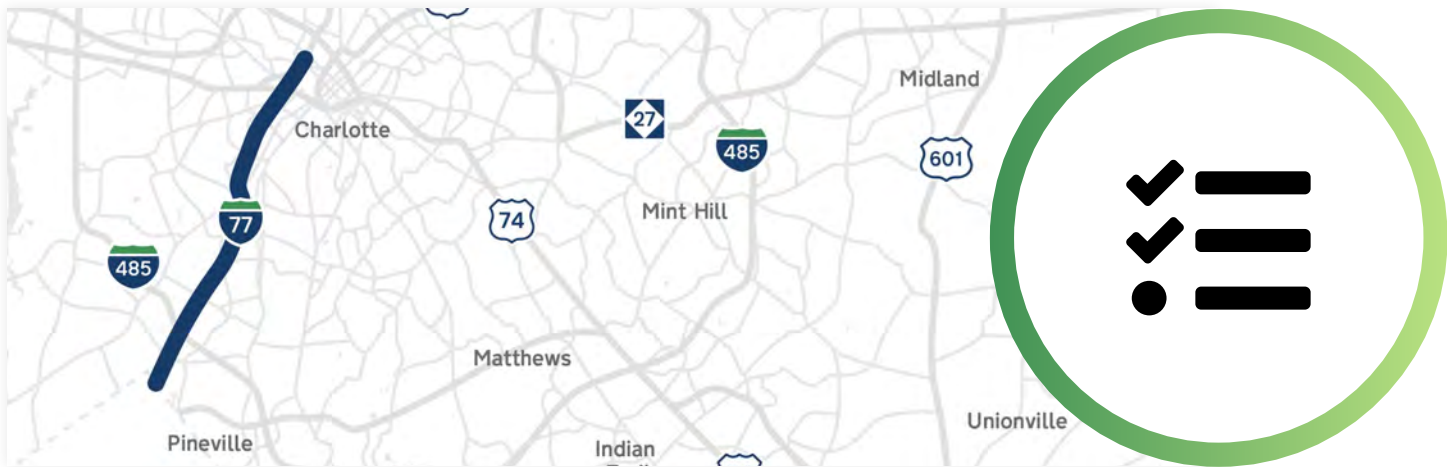 Midland
27
Charlotte
485
601
Mint Hill
74
77
485
Matthews
Unionville
Pineville
Indian